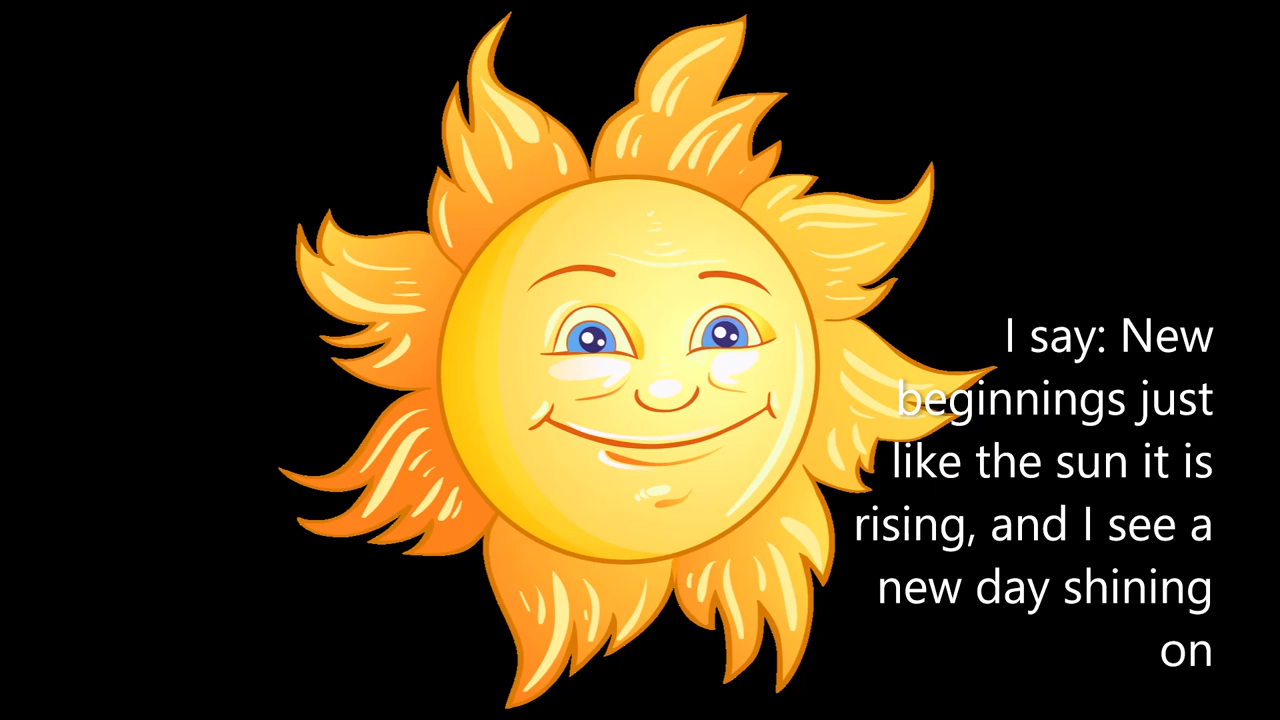 I say: New
beginnings just
like the sun it is
rising, and I see a
new day shining
on